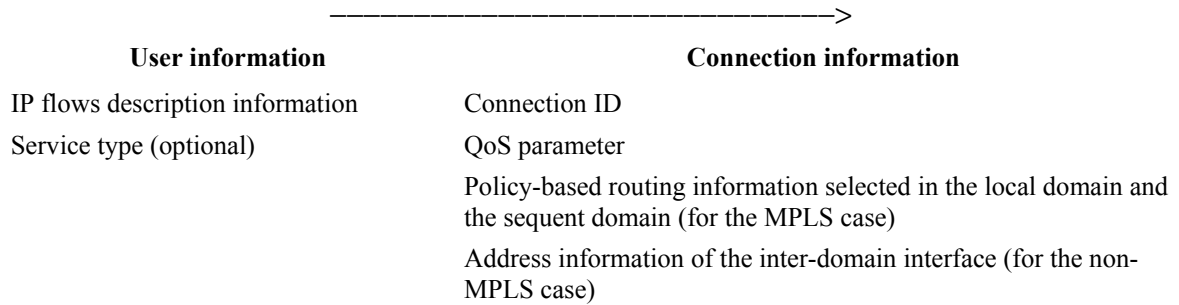 User information
Connection information
IP flows description information
Connection ID
Service type (optional)
QoS parameter
Policy-based routing information selected in the local domain and
the sequent domain (for the MPLS case)
Address information of the inter-domain interface (for the non-
MPLS case)